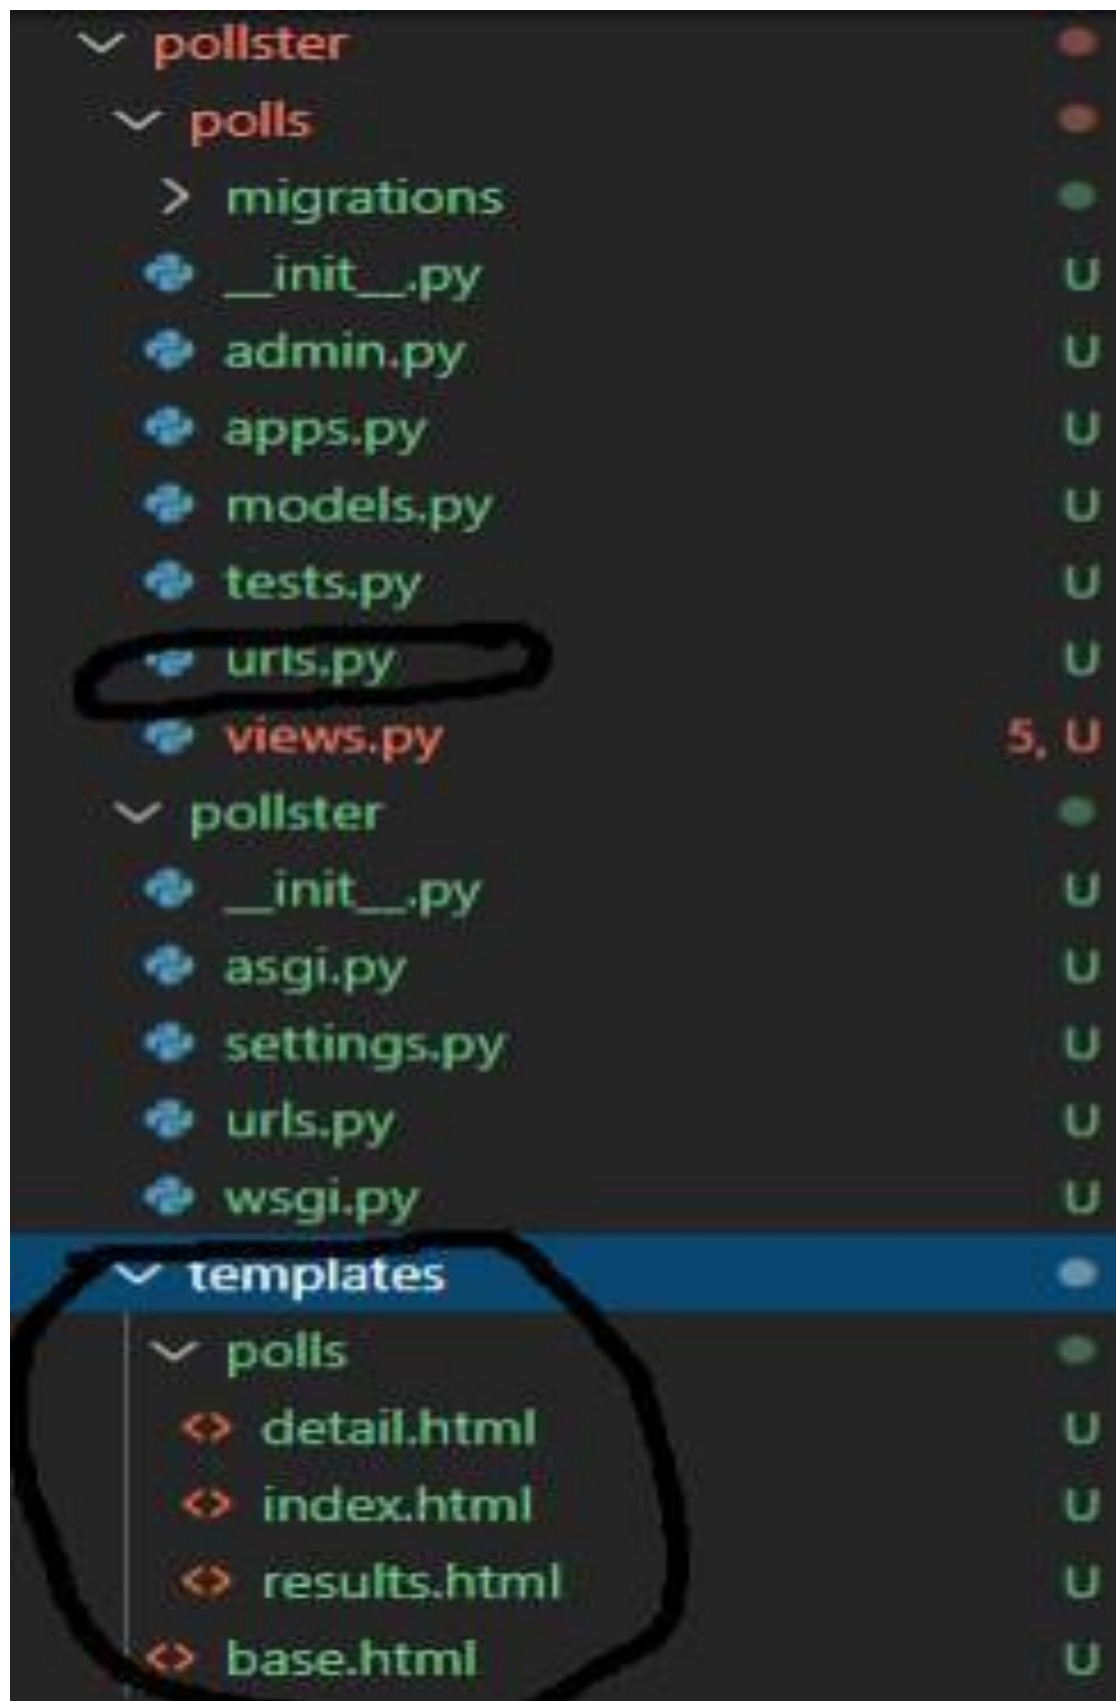 pollster
polls
migrations
__init__.py U
admin.py U
apps.py U
models.py U
tests.py U
urls.py U
views.py 5, U
pollster
__init__.py U
asgi.py U
settings.py U
urls.py U
wsgi.py U
templates
polls
detail.html U
index.html U
results.html U
base.html U